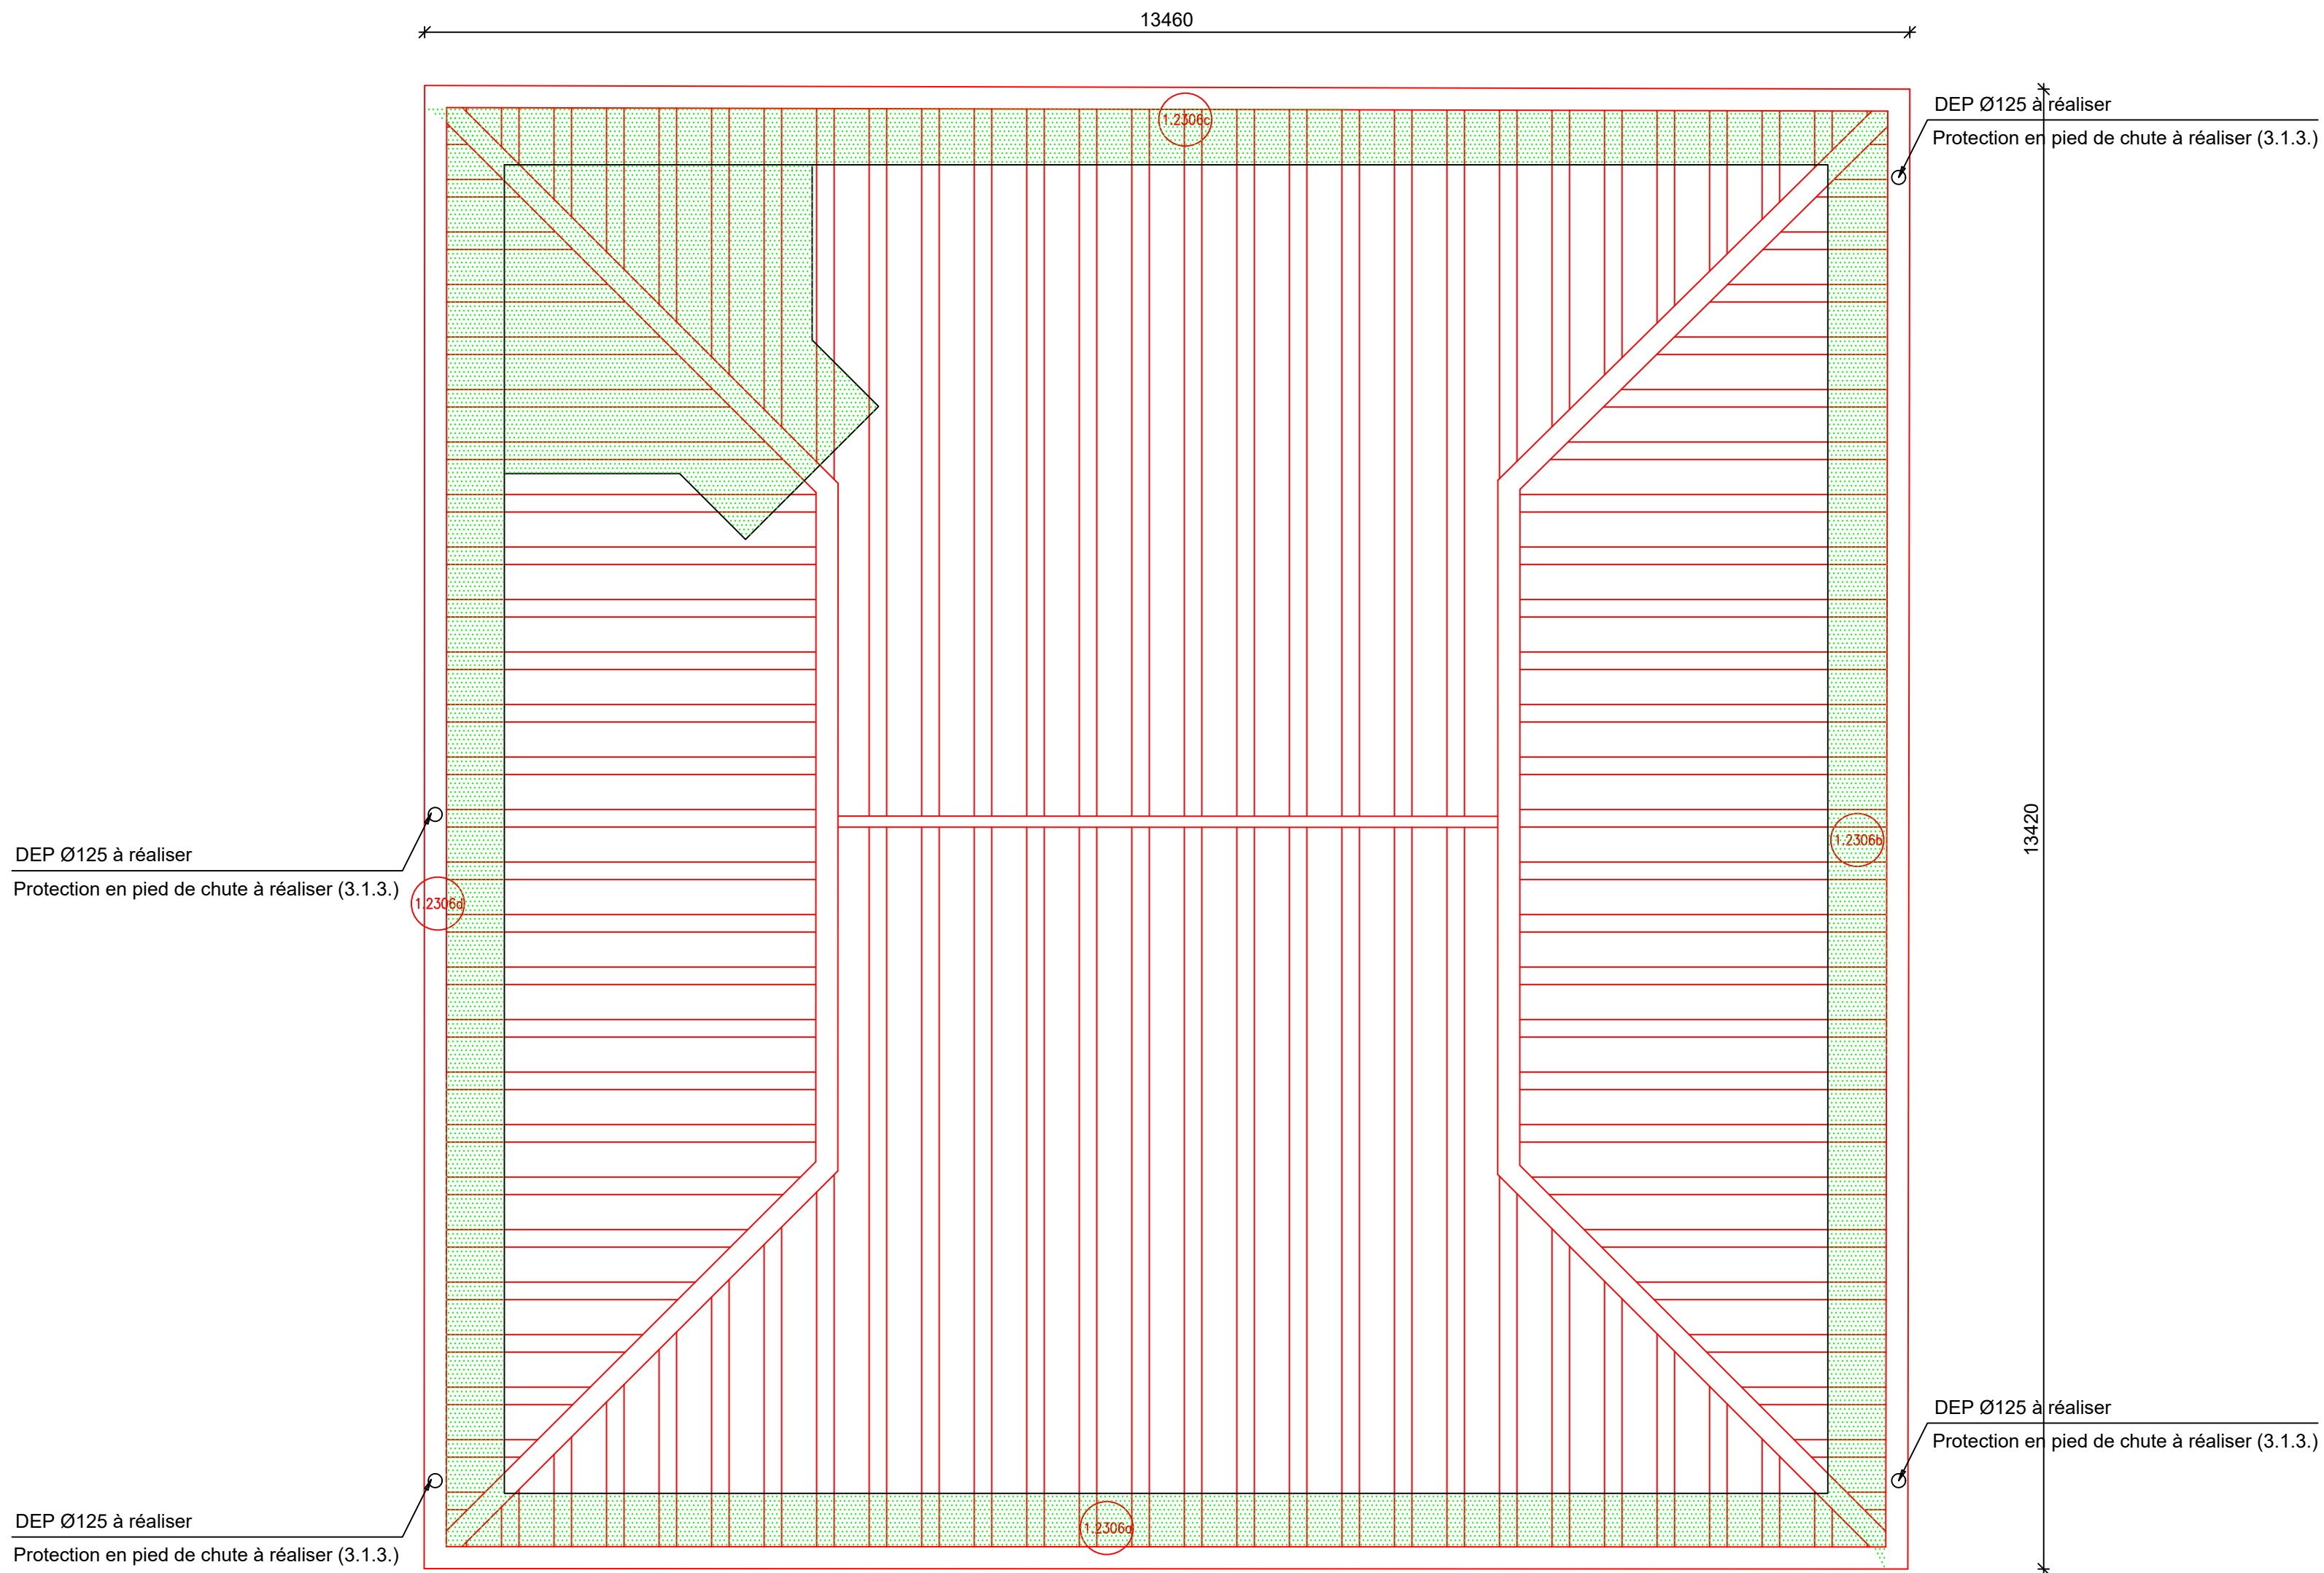 13460
DEP Ø125 à réaliser
Protection en pied de chute à réaliser (3.1.3.)
1.2306c
DEP Ø125 à réaliser
Protection en pied de chute à réaliser (3.1.3.)
1.2306d
1.2306b
13420
DEP Ø125 à réaliser
Protection en pied de chute à réaliser (3.1.3.)
DEP Ø125 à réaliser
Protection en pied de chute à réaliser (3.1.3.)
1.2306a